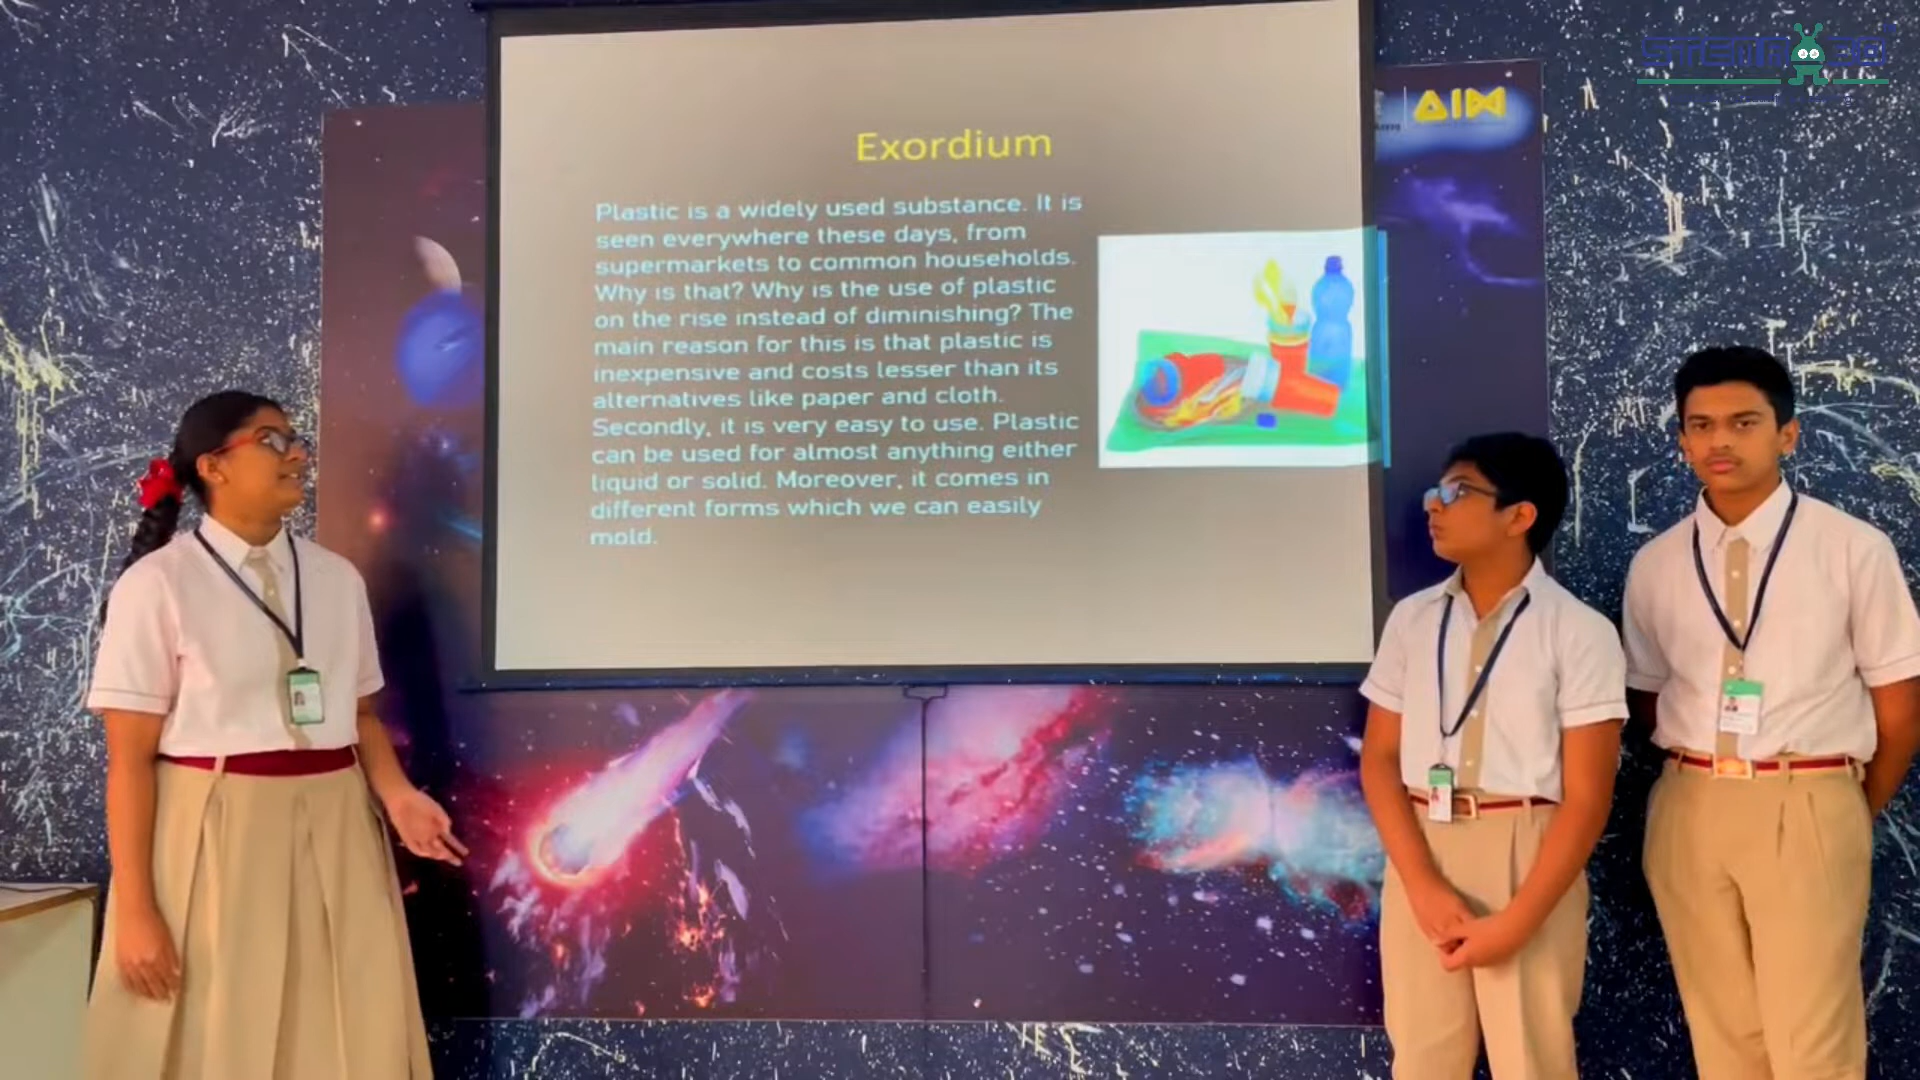 STEMROBO
AIM
Exordium
Plastic is a widely used substance. It is
seen everywhere these days, from
supermarkets to common households.
Why is that? Why is the use of plastic
on the rise instead of diminishing? The
main reason for this is that plastic is
inexpensive and costs lesser than its
alternatives like paper and cloth.
Secondly, it is very easy to use. Plastic
can be used for almost anything either
liquid or solid. Moreover, it comes in
different forms which we can easily
mold.